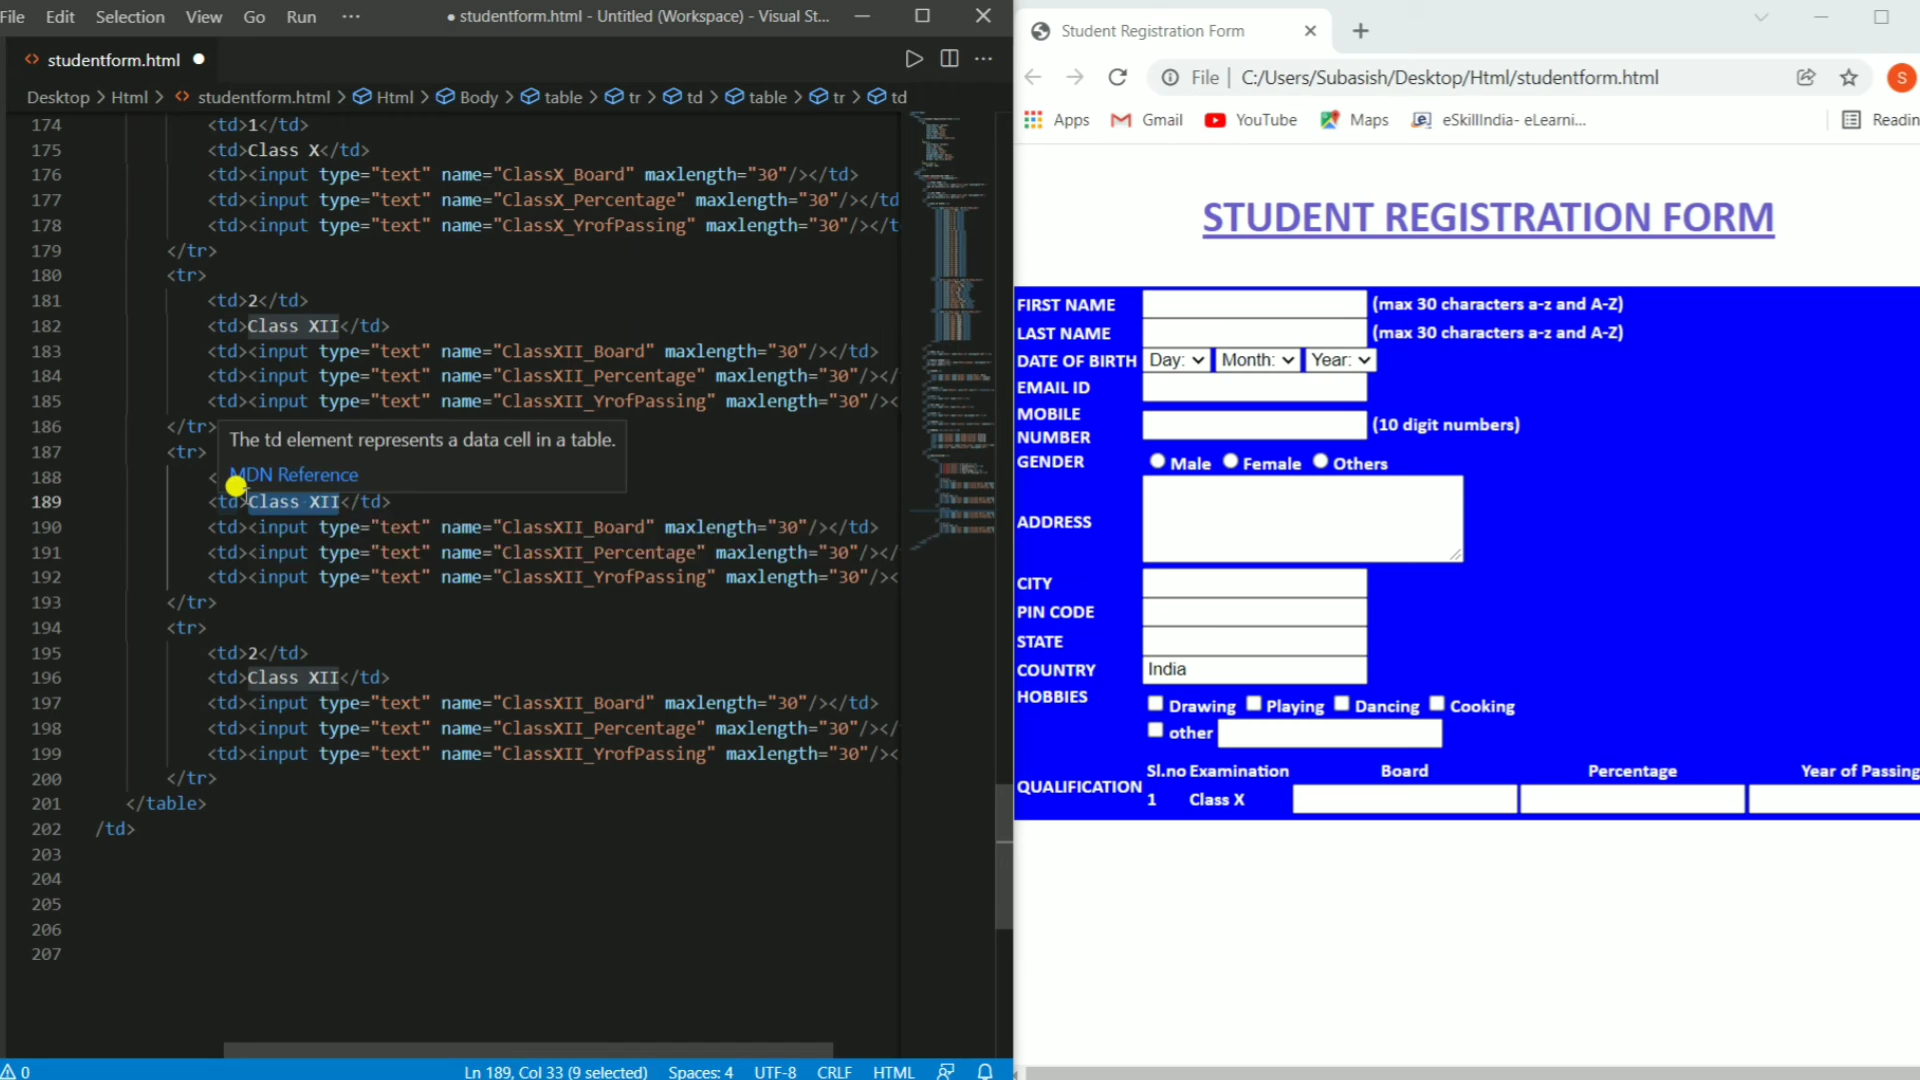 File Edit Selection View Go Run ··· ● studentform.html - Untitled (Workspace) - Visual St...
<> studentform.html ●
Desktop > Html > <> studentform.html > Html > Body > table > tr > td > table > tr > td
174 <td>1</td>
175 <td>Class X</td>
176 <td><input type="text" name="ClassX_Board" maxlength="30"/></td>
177 <td><input type="text" name="ClassX_Percentage" maxlength="30"/></td
178 <td><input type="text" name="ClassX_YrofPassing" maxlength="30"/></t
179 </tr>
180 <tr>
181 <td>2</td>
182 <td>Class XII</td>
183 <td><input type="text" name="ClassXII_Board" maxlength="30"/></td>
184 <td><input type="text" name="ClassXII_Percentage" maxlength="30"/></
185 <td><input type="text" name="ClassXII_YrofPassing" maxlength="30"/><
186 </tr>
The td element represents a data cell in a table.
187 <tr>
MDN Reference
188 <
189 <td>Class XII</td>
190 <td><input type="text" name="ClassXII_Board" maxlength="30"/></td>
191 <td><input type="text" name="ClassXII_Percentage" maxlength="30"/></
192 <td><input type="text" name="ClassXII_YrofPassing" maxlength="30"/><
193 </tr>
194 <tr>
195 <td>2</td>
196 <td>Class XII</td>
197 <td><input type="text" name="ClassXII_Board" maxlength="30"/></td>
198 <td><input type="text" name="ClassXII_Percentage" maxlength="30"/></
199 <td><input type="text" name="ClassXII_YrofPassing" maxlength="30"/><
200 </tr>
201 </table>
202 /td>
203
204
205
206
207
0 Ln 189, Col 33 (9 selected) Spaces: 4 UTF-8 CRLF HTML
Student Registration Form
File | C:/Users/Subasish/Desktop/Html/studentform.html S
Apps Gmail YouTube Maps eSkillIndia- eLearni... Readin
STUDENT REGISTRATION FORM
FIRST NAME (max 30 characters a-z and A-Z)
LAST NAME (max 30 characters a-z and A-Z)
DATE OF BIRTH Day: Month: Year:
EMAIL ID
MOBILE NUMBER (10 digit numbers)
GENDER Male Female Others
ADDRESS
CITY
PIN CODE
STATE
COUNTRY India
HOBBIES Drawing Playing Dancing Cooking
other
Sl.no Examination Board Percentage Year of Passing
QUALIFICATION 1 Class X